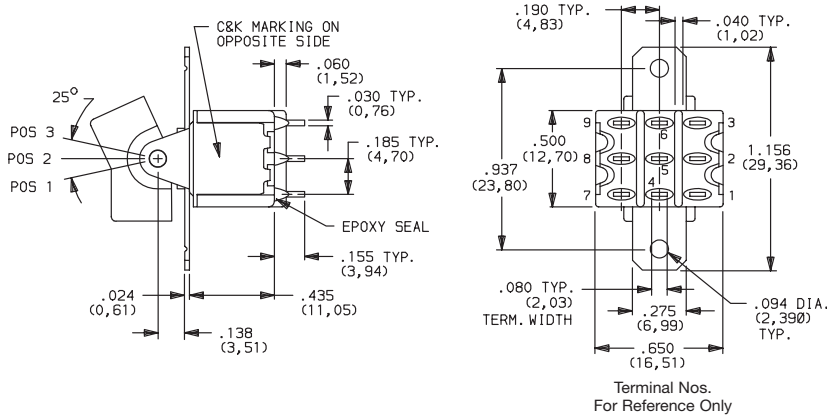 C&K MARKING ON
OPPOSITE SIDE
.060
(1,52)
.030 TYP.
(0,76)
25°
POS 3
POS 2
POS 1
.185 TYP.
(4,70)
EPOXY SEAL
.155 TYP.
(3,94)
.024
(0,61)
.435
(11,05)
.138
(3,51)
.190 TYP.
(4,83)
.040 TYP.
(1,02)
9
6
3
.500
(12,70)
1.156
(29,36)
8
5
2
.937
(23,80)
7
4
1
.080 TYP.
(2,03)
TERM. WIDTH
.275
(6,99)
.094 DIA.
(2,390)
TYP.
.650
(16,51)
Terminal Nos.
For Reference Only